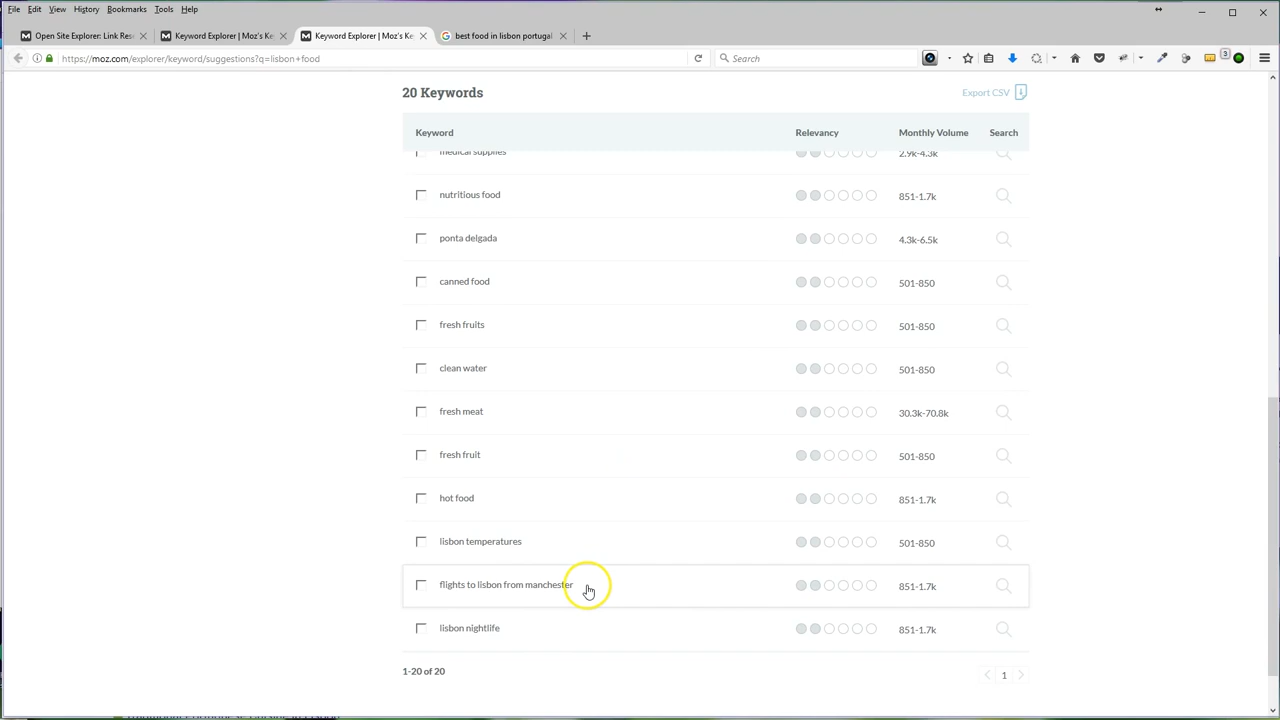 File Edit View History Bookmarks Tools Help
Open Site Explorer: Link Res Keyword Explorer | Moz's Ke Keyword Explorer | Moz's Ke best food in lisbon portugal
https://moz.com/explorer/keyword/suggestions?q=lisbon+food Search 3
20 Keywords Export CSV
Keyword Relevancy Monthly Volume Search
medical supplies 2.9k-4.3k
nutritious food 851-1.7k
ponta delgada 4.3k-6.5k
canned food 501-850
fresh fruits 501-850
clean water 501-850
fresh meat 30.3k-70.8k
fresh fruit 501-850
hot food 851-1.7k
lisbon temperatures 501-850
flights to lisbon from manchester 851-1.7k
lisbon nightlife 851-1.7k
1-20 of 20 1